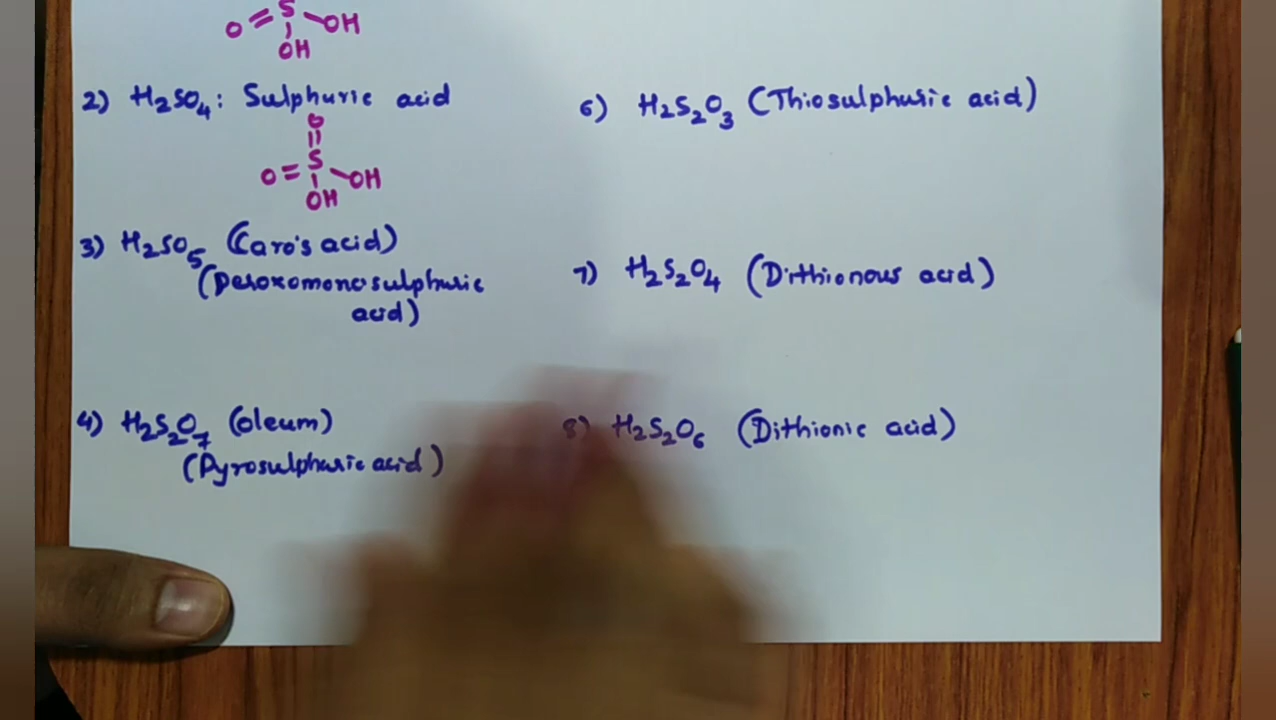 O=S-OH
OH
2) H₂SO₄: Sulphuric acid
O
||
S
O= -OH
OH
3) H₂SO₅ (Caro's acid)
(Peroxomonosulphuric
acid)
4) H₂S₂O₇ (oleum)
(Pyrosulphuric acid)
6) H₂S₂O₃ (Thiosulphuric acid)
7) H₂S₂O₄ (Dithionous acid)
8) H₂S₂O₆ (Dithionic acid)